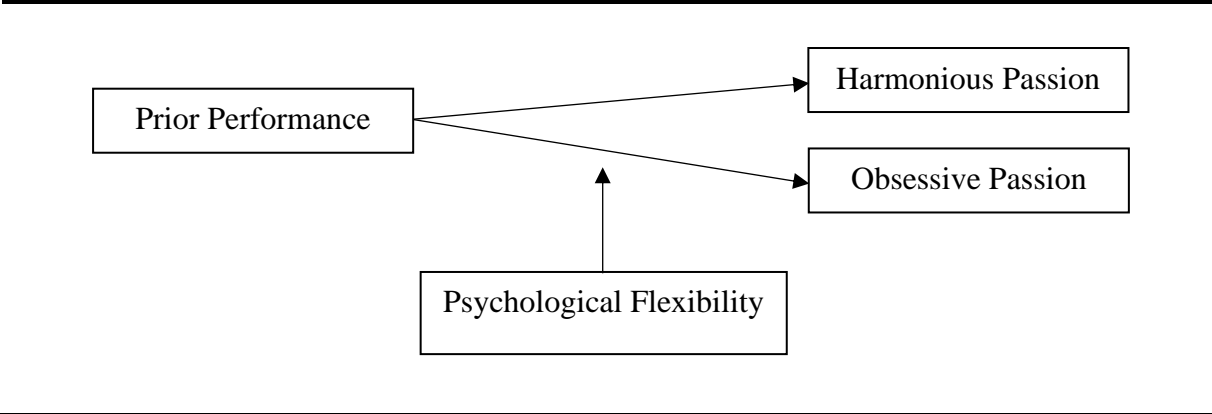 Harmonious Passion
Prior Performance
Obsessive Passion
Psychological Flexibility